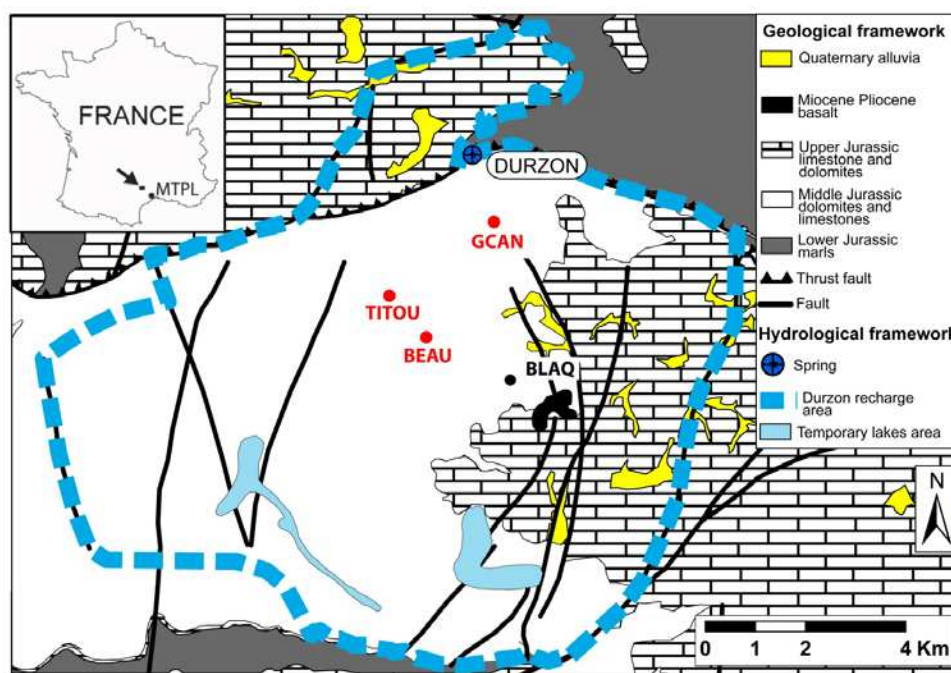 FRANCE
MTPL
DURZON
GCAN
TITOU
BEAU
BLAQ
Geological framework
Quaternary alluvia
Miocene Pliocene
basalt
Upper Jurassic
limestone and
dolomites
Middle Jurassic
dolomites and
limestones
Lower Jurassic
marls
Thrust fault
Fault
Hydrological framework
Spring
Durzon recharge
area
Temporary lakes area
N
0 1 2 4 Km